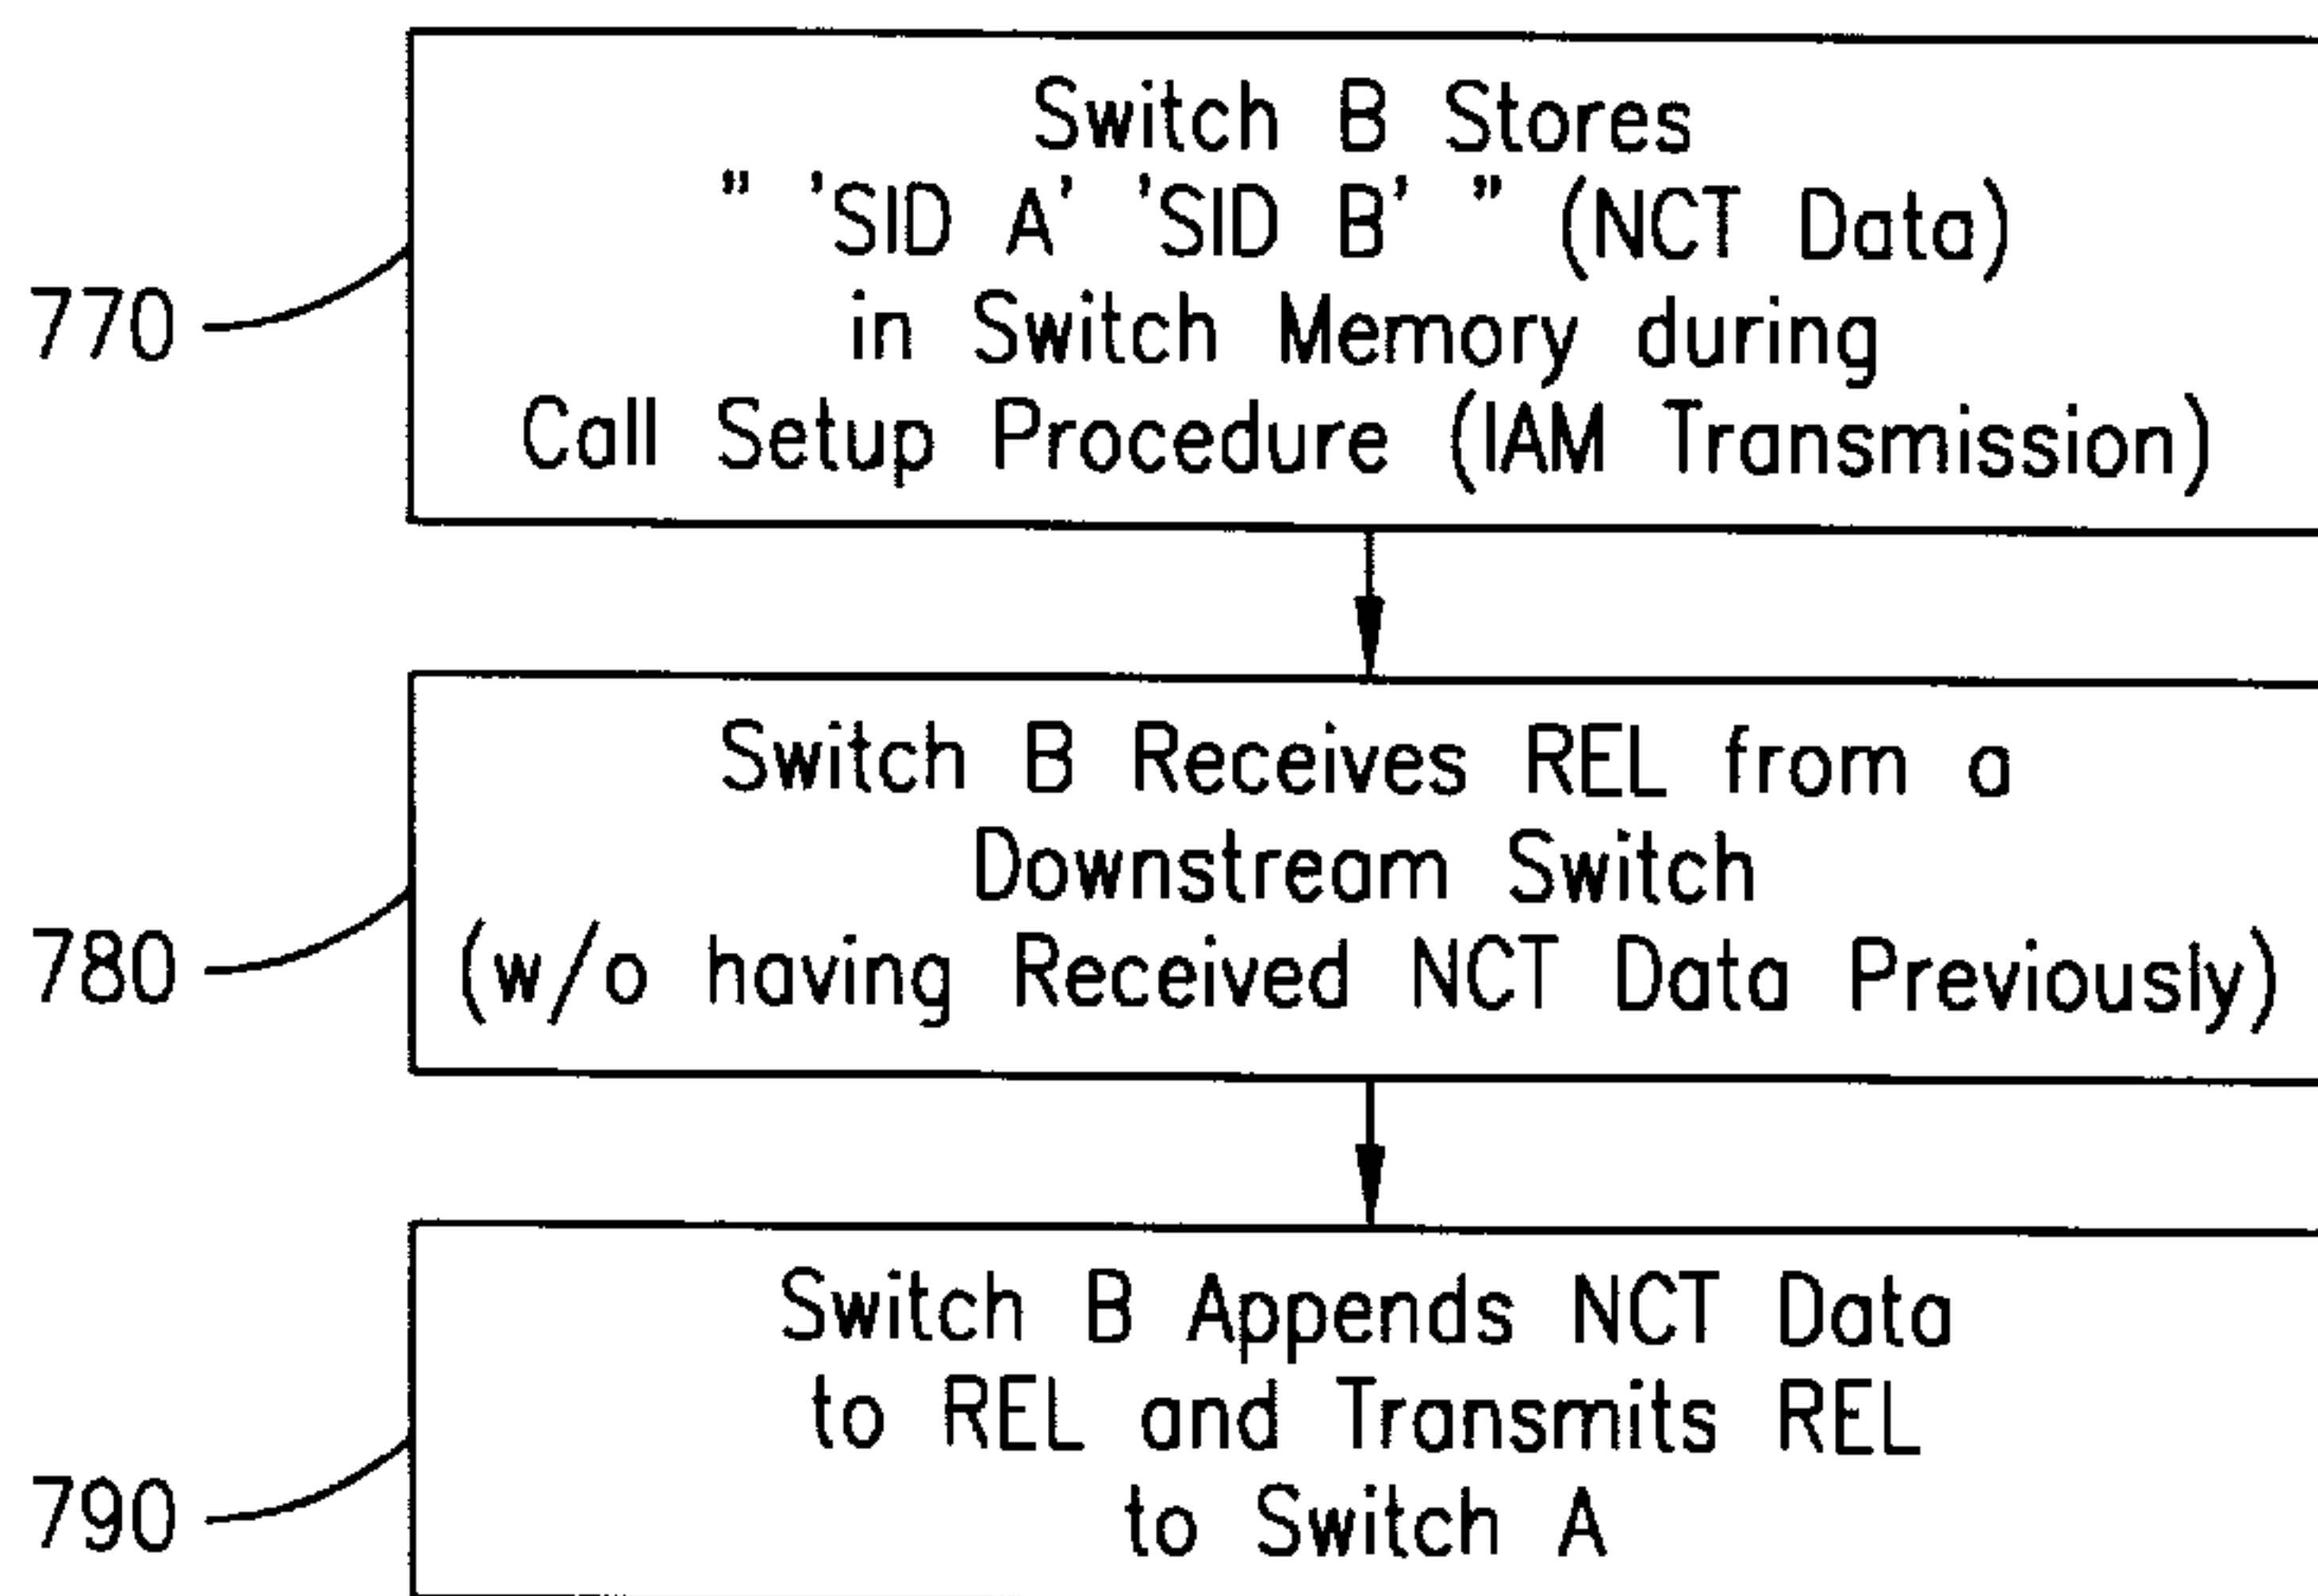 Switch B Stores
" 'SID A' 'SID B' " (NCT Data)
in Switch Memory during
Call Setup Procedure (IAM Transmission)
770
Switch B Receives REL from a
Downstream Switch
(w/o having Received NCT Data Previously)
780
Switch B Appends NCT Data
to REL and Transmits REL
to Switch A
790